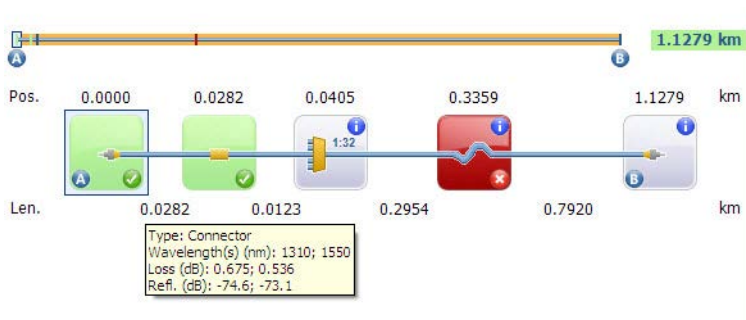 1.1279 km
A B
Pos. 0.0000 0.0282 0.0405 0.3359 1.1279 km
i i i
1:32
A B
Len. 0.0282 0.0123 0.2954 0.7920 km
Type: Connector
Wavelength(s) (nm): 1310; 1550
Loss (dB): 0.675; 0.536
Refl. (dB): -74.6; -73.1